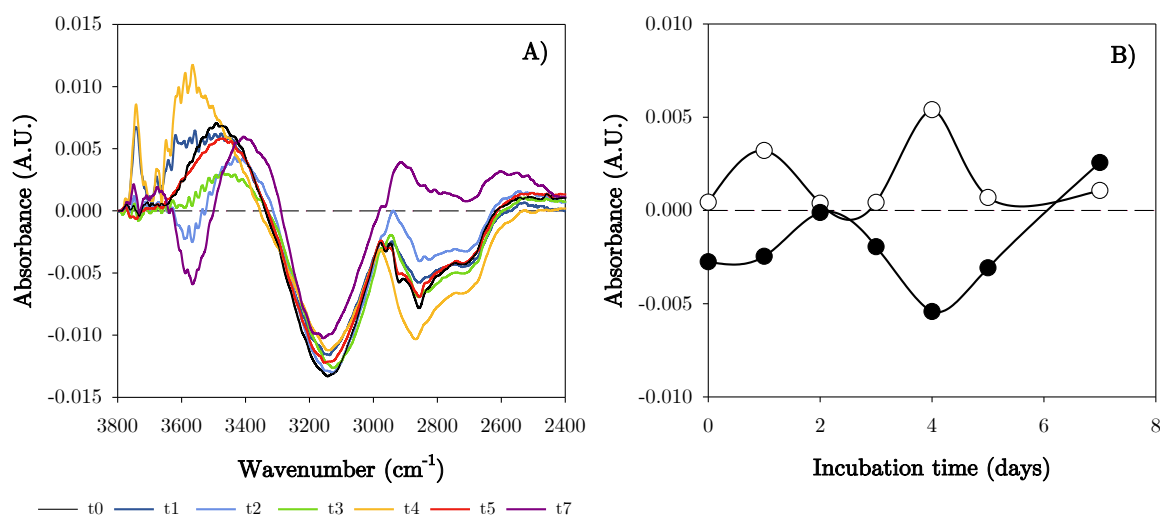 A)
0.015
0.010
0.005
0.000
-0.005
-0.010
-0.015
Absorbance (A.U.)
3800 3600 3400 3200 3000 2800 2600 2400
Wavenumber (cm-1)
t0 t1 t2 t3 t4 t5 t7
B)
0.010
0.005
0.000
-0.005
-0.010
Absorbance (A.U.)
0 2 4 6 8
Incubation time (days)